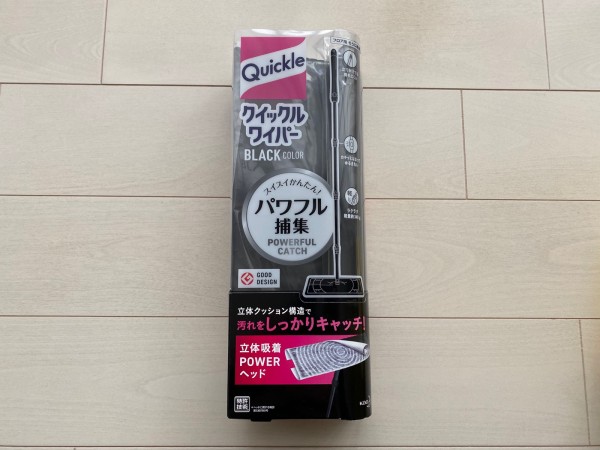 Quickle
クイックル
ワイパー
BLACK COLOR
スイスイかんたん!
パワフル
捕集
POWERFUL
CATCH
GOOD
DESIGN
立体クッション構造で
汚れをしっかりキャッチ!
立体吸着
POWER
ヘッド
特許
技術